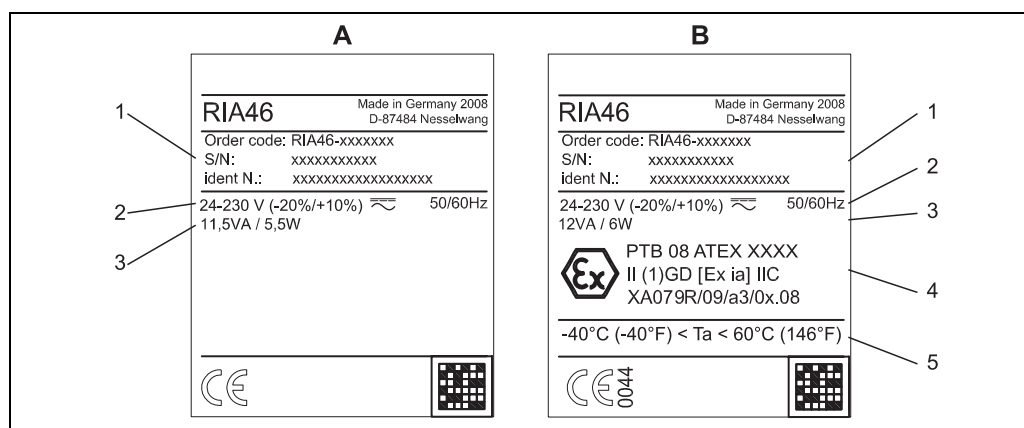 A
RIA46
Made in Germany 2008
D-87484 Nesselwang
Order code: RIA46-xxxxxxx
S/N: xxxxxxxxxxx
ident N.: xxxxxxxxxxxxxxxxxx
24-230 V (-20%/+10%) 50/60Hz
11,5VA / 5,5W
CE
1
2
3
B
RIA46
Made in Germany 2008
D-87484 Nesselwang
Order code: RIA46-xxxxxxx
S/N: xxxxxxxxxxx
ident N.: xxxxxxxxxxxxxxxxxx
24-230 V (-20%/+10%) 50/60Hz
12VA / 6W
Ex
PTB 08 ATEX XXXX
II (1)GD [Ex ia] IIC
XA079R/09/a3/0x.08
-40°C (-40°F) < Ta < 60°C (146°F)
CE 0044
1
2
3
4
5